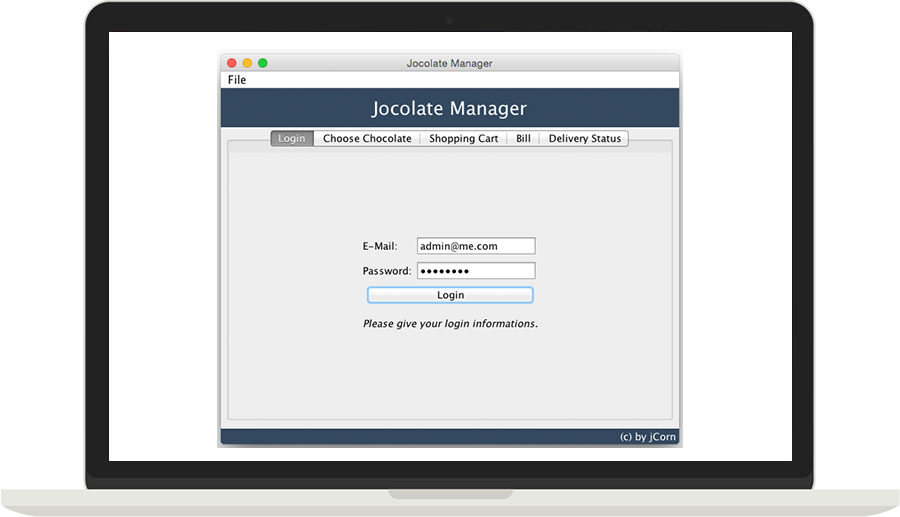 Jocolate Manager
File
Jocolate Manager
Login Choose Chocolate Shopping Cart Bill Delivery Status
E-Mail: admin@me.com
Password: ••••••••
Login
Please give your login informations.
(c) by jCorn